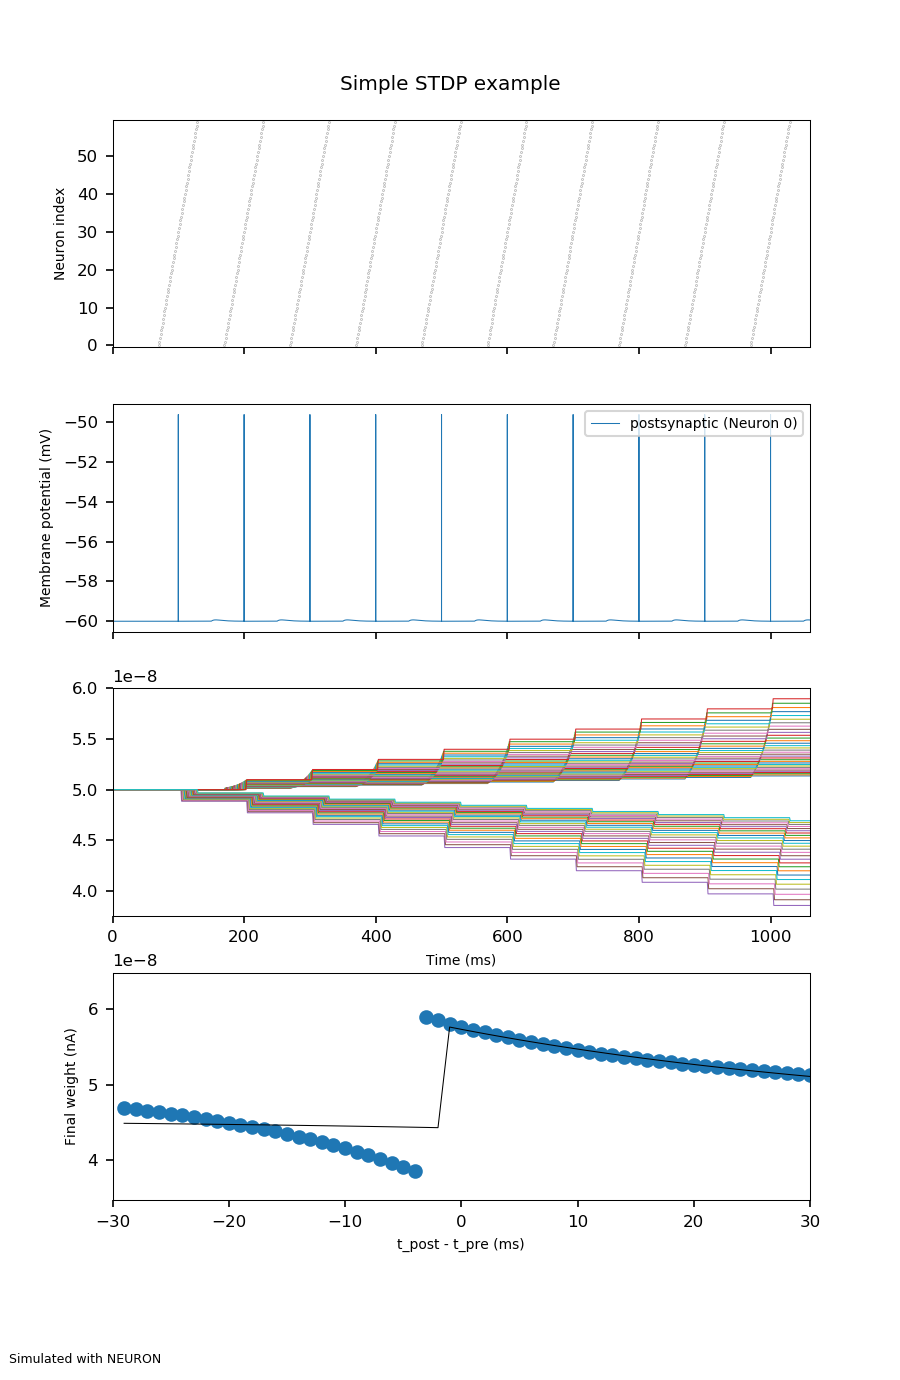 Simple STDP example
50
40
30
20
10
0
Neuron index
−50
−52
−54
−56
−58
−60
Membrane potential (mV)
postsynaptic (Neuron 0)
1e−8
6.0
5.5
5.0
4.5
4.0
0 200 400 600 800 1000
Time (ms)
1e−8
6
5
4
Final weight (nA)
−30 −20 −10 0 10 20 30
t_post - t_pre (ms)
Simulated with NEURON